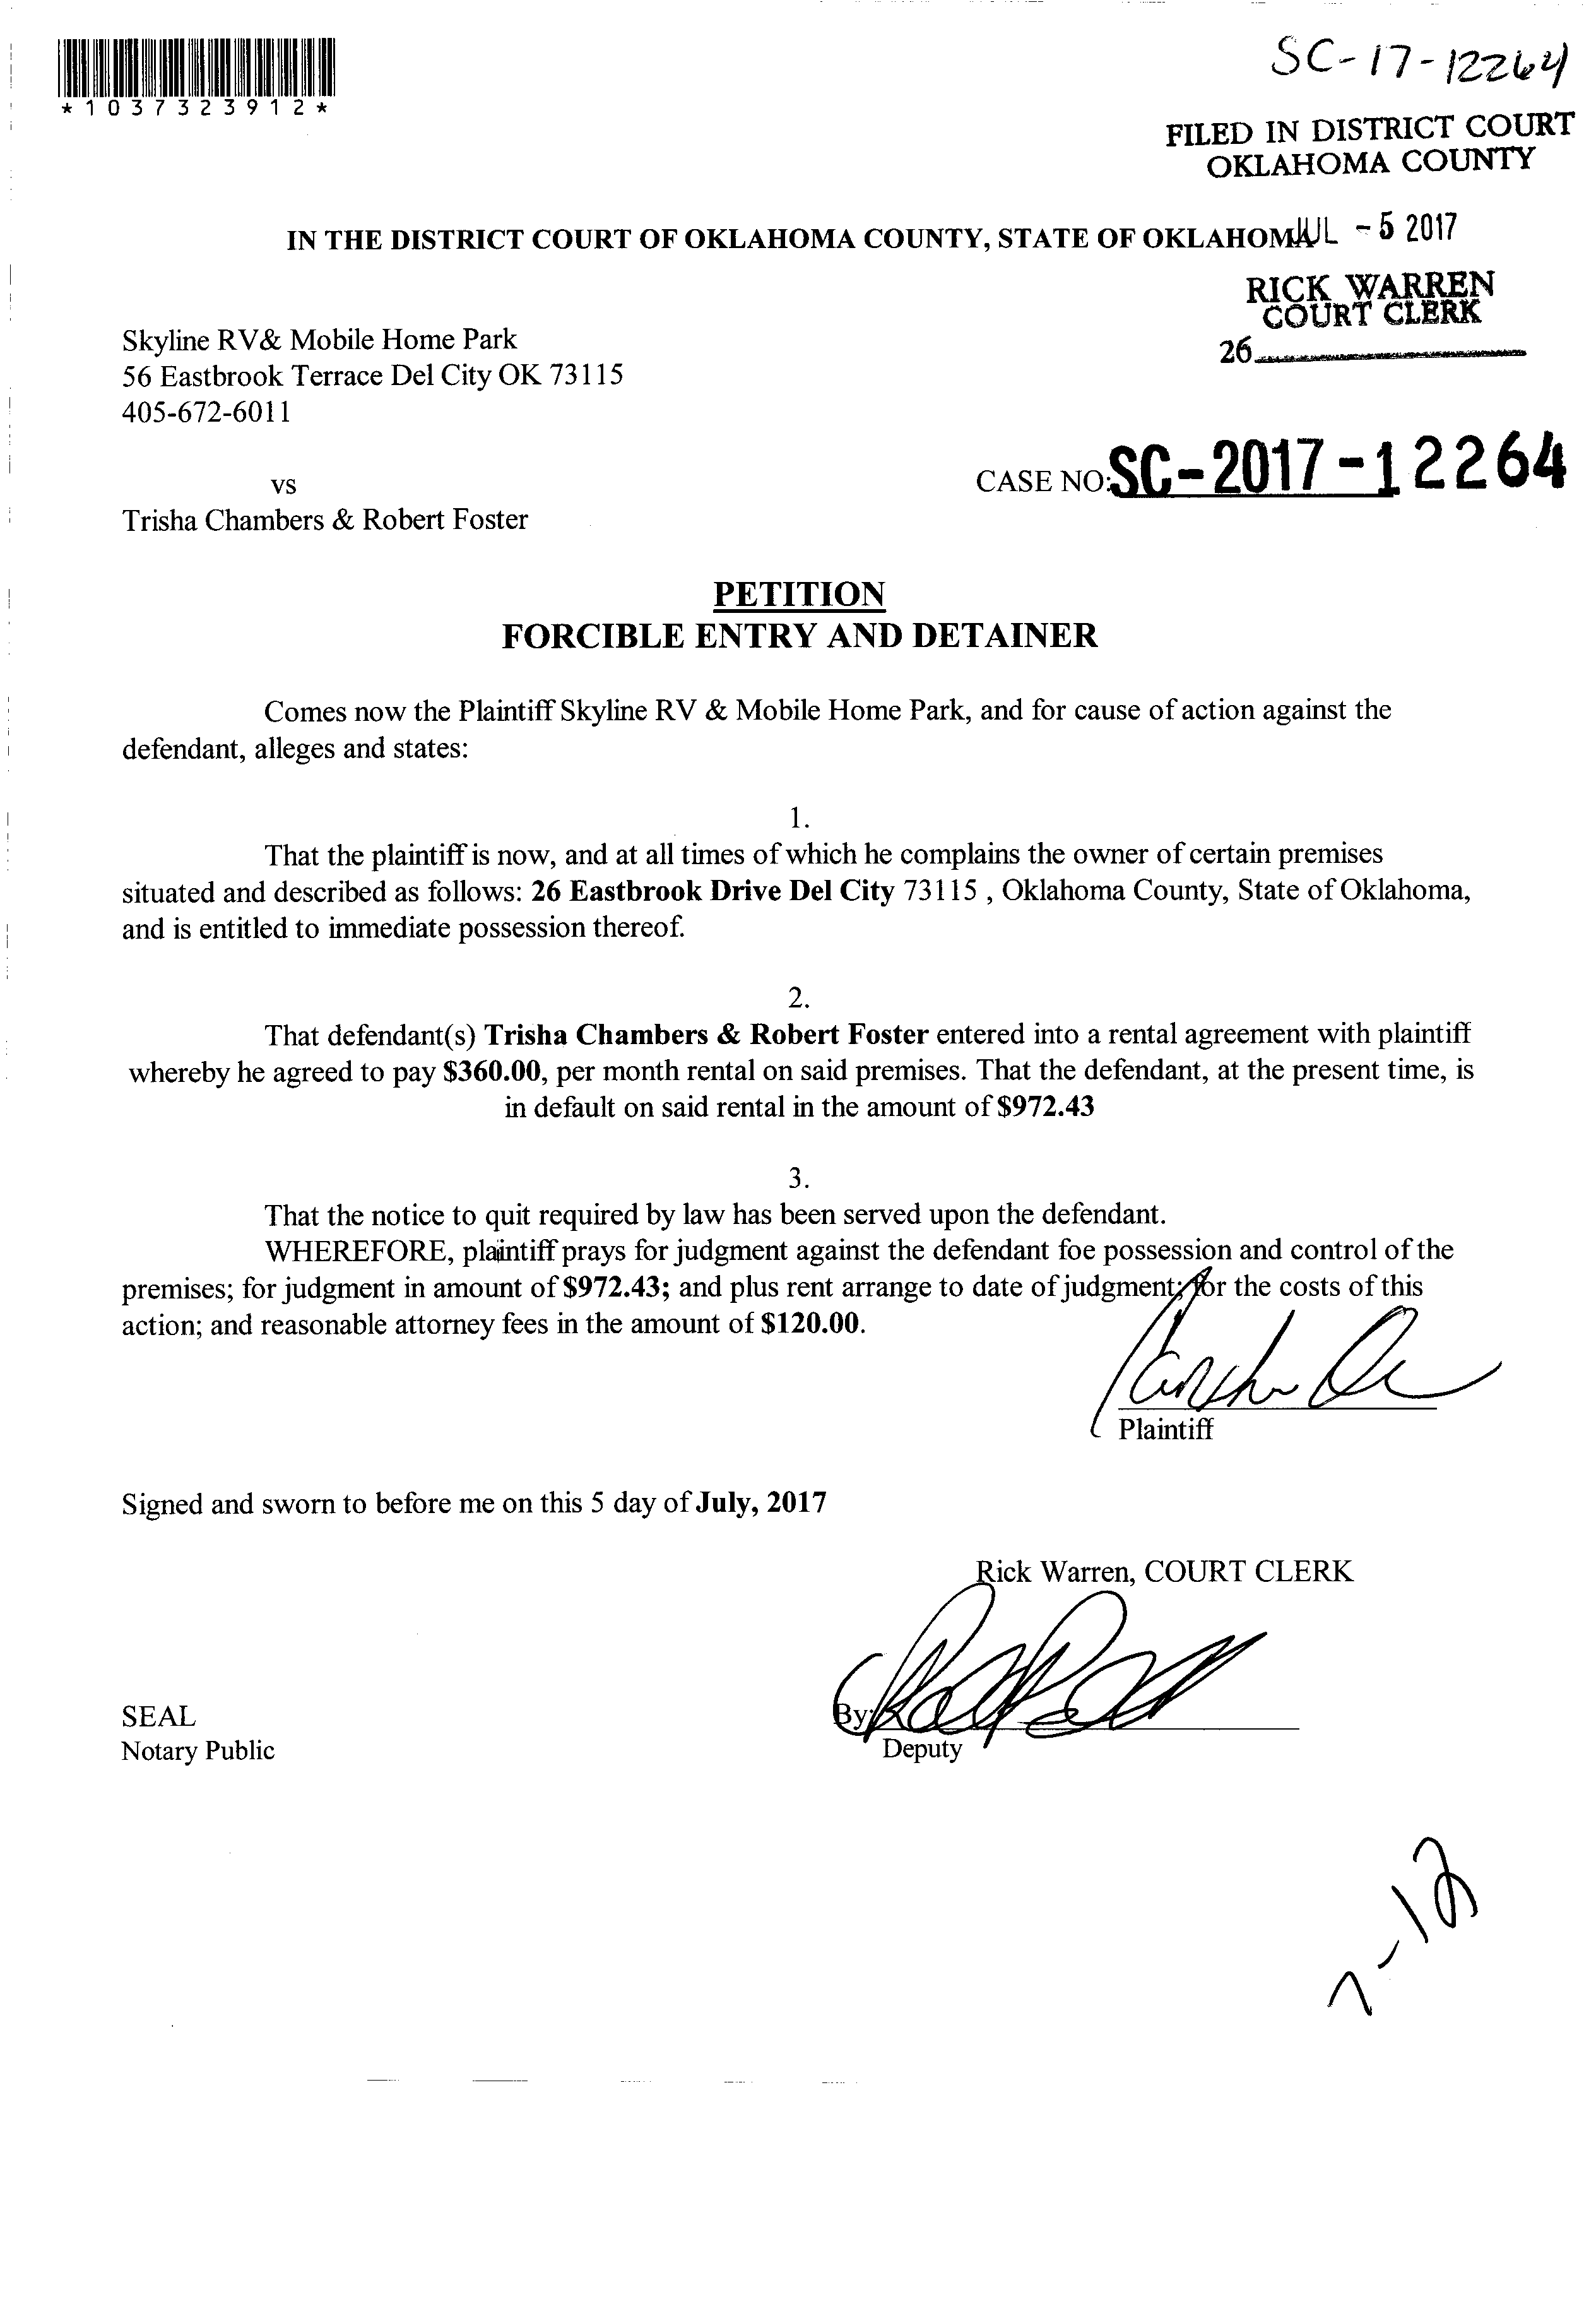 *1037323912*
SC-17-12264
FILED IN DISTRICT COURT
OKLAHOMA COUNTY
IN THE DISTRICT COURT OF OKLAHOMA COUNTY, STATE OF OKLAHOMA
JUL - 5 2017
RICK WARREN
COURT CLERK
26
Skyline RV& Mobile Home Park
56 Eastbrook Terrace Del City OK 73115
405-672-6011
CASE NO: SC-2017-12264
vs
Trisha Chambers & Robert Foster
PETITION
FORCIBLE ENTRY AND DETAINER
Comes now the Plaintiff Skyline RV & Mobile Home Park, and for cause of action against the
defendant, alleges and states:
1.
That the plaintiff is now, and at all times of which he complains the owner of certain premises
situated and described as follows: 26 Eastbrook Drive Del City 73115 , Oklahoma County, State of Oklahoma,
and is entitled to immediate possession thereof.
2.
That defendant(s) Trisha Chambers & Robert Foster entered into a rental agreement with plaintiff
whereby he agreed to pay $360.00, per month rental on said premises. That the defendant, at the present time, is
in default on said rental in the amount of $972.43
3.
That the notice to quit required by law has been served upon the defendant.
WHEREFORE, plaintiff prays for judgment against the defendant foe possession and control of the
premises; for judgment in amount of $972.43; and plus rent arrange to date of judgment; for the costs of this
action; and reasonable attorney fees in the amount of $120.00.
Plaintiff
Signed and sworn to before me on this 5 day of July, 2017
Rick Warren, COURT CLERK
SEAL
By:
Notary Public
Deputy
7-12